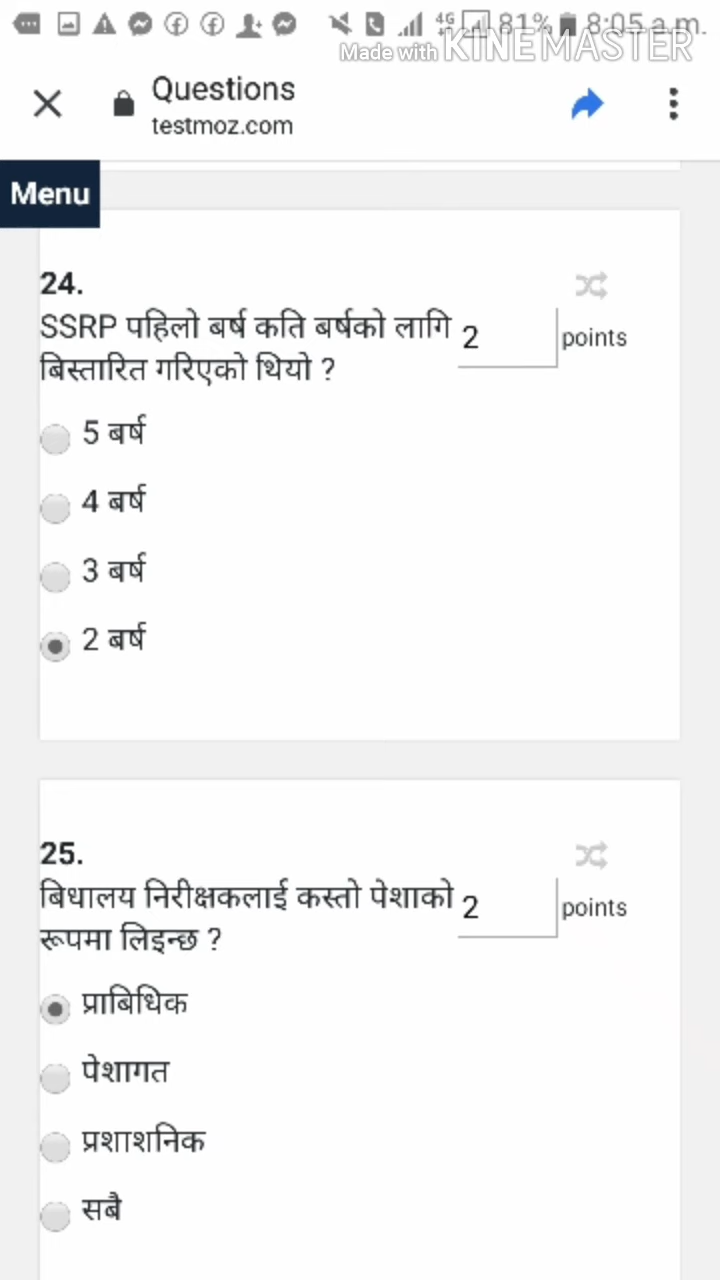 4G 81% 8:05 a.m.
Made with KINEMASTER
Questions
testmoz.com
Menu
24.
SSRP पहिलो बर्ष कति बर्षको लागि 2 points
बिस्तारित गरिएको थियो ?
5 बर्ष
4 बर्ष
3 बर्ष
2 बर्ष
25.
बिधालय निरीक्षकलाई कस्तो पेशाको 2 points
रूपमा लिइन्छ ?
प्राबिधिक
पेशागत
प्रशाशनिक
सबै